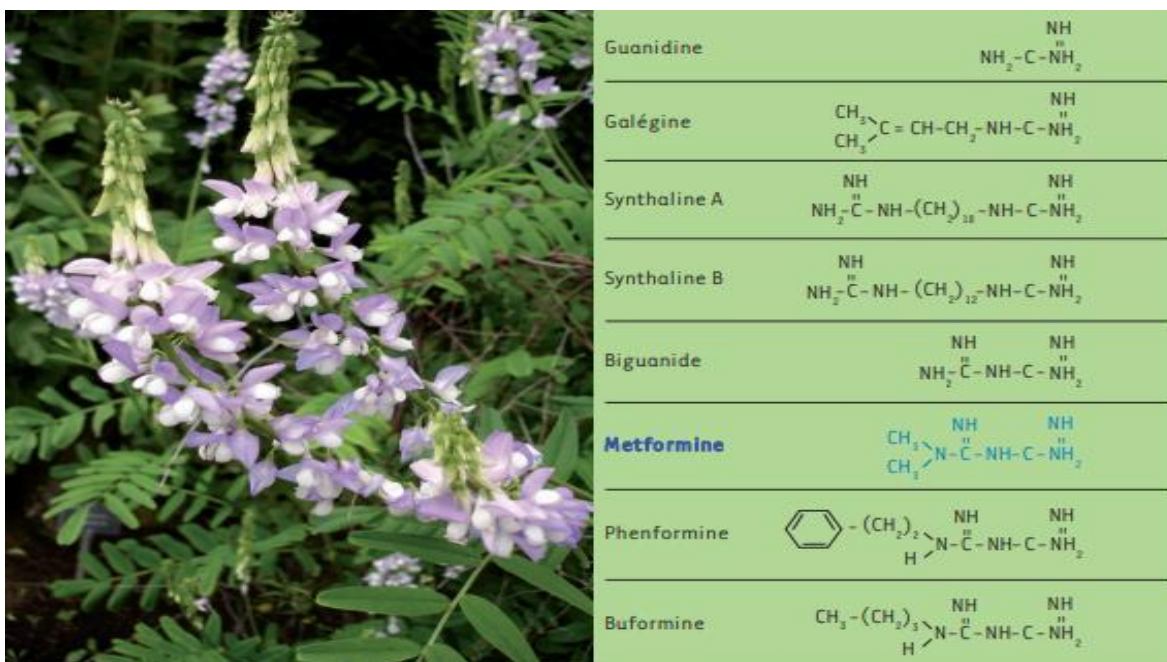 Guanidine
NH
NH₂-C-NH₂
Galégine
CH₃ NH
C=CH-CH₂-NH-C-NH₂
CH₃
Synthaline A
NH NH
NH₂-C-NH-(CH₂)₁₀-NH-C-NH₂
Synthaline B
NH NH
NH₂-C-NH-(CH₂)₁₂-NH-C-NH₂
Biguanide
NH NH
NH₂-C-NH-C-NH₂
Metformine
CH₃ NH NH
N-C-NH-C-NH₂
CH₃
Phenformine
-(CH₂)₂ NH NH
N-C-NH-C-NH₂
H
Buformine
CH₃-(CH₂)₃ NH NH
N-C-NH-C-NH₂
H